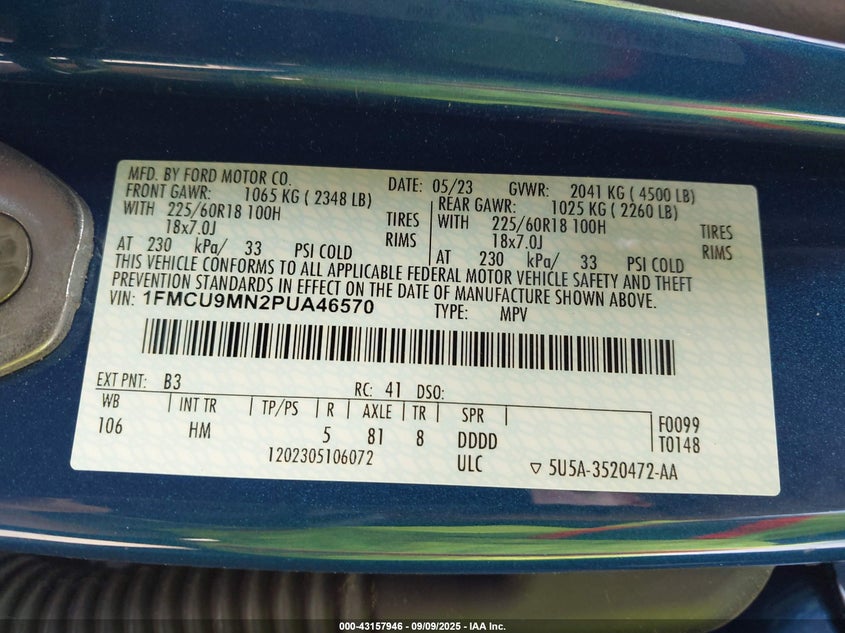 MFD. BY FORD MOTOR CO. DATE: 05/23 GVWR: 2041 KG ( 4500 LB)
FRONT GAWR: 1065 KG ( 2348 LB) REAR GAWR: 1025 KG ( 2260 LB)
WITH 225/60R18 100H TIRES WITH 225/60R18 100H TIRES
18x7.0J RIMS 18x7.0J RIMS
AT 230 kPa/ 33 PSI COLD AT 230 kPa/ 33 PSI COLD
THIS VEHICLE CONFORMS TO ALL APPLICABLE FEDERAL MOTOR VEHICLE SAFETY AND THEFT
PREVENTION STANDARDS IN EFFECT ON THE DATE OF MANUFACTURE SHOWN ABOVE.
VIN: 1FMCU9MN2PUA46570 TYPE: MPV
EXT PNT: B3 RC: 41 DSO:
WB INT TR TP/PS R AXLE TR SPR F0099
106 HM 5 81 8 DDDD T0148
1202305106072 ULC ▽ 5U5A-3520472-AA
000-43157946 - 09/09/2025 - IAA Inc.